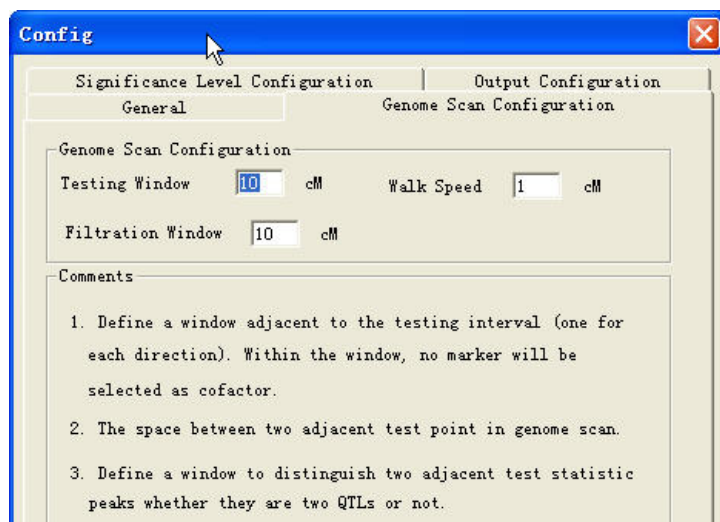 Config
Significance Level Configuration Output Configuration
General Genome Scan Configuration
Genome Scan Configuration
Testing Window 10 cM Walk Speed 1 cM
Filtration Window 10 cM
Comments
1. Define a window adjacent to the testing interval (one for
each direction). Within the window, no marker will be
selected as cofactor.
2. The space between two adjacent test point in genome scan.
3. Define a window to distinguish two adjacent test statistic
peaks whether they are two QTLs or not.